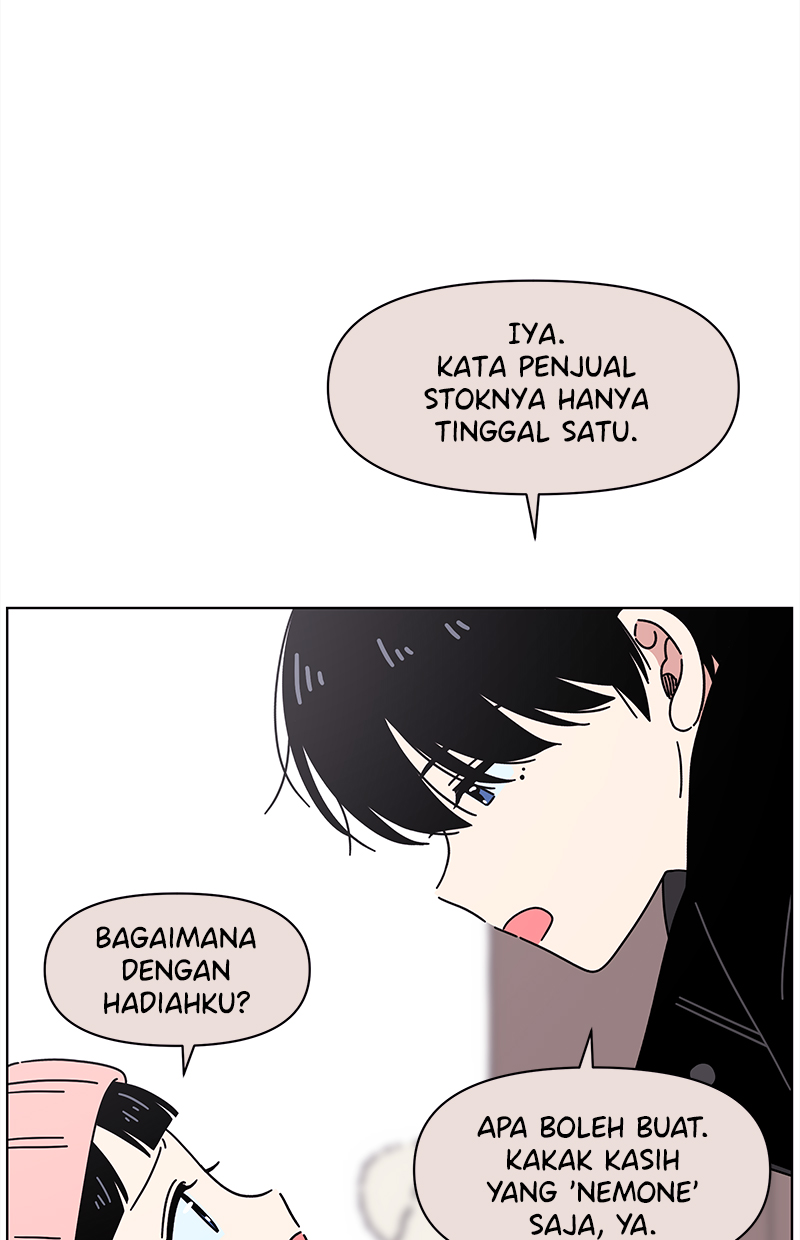 IYA.
KATA PENJUAL
STOKNYA HANYA
TINGGAL SATU.
BAGAIMANA
DENGAN
HADIAHKU?
APA BOLEH BUAT.
KAKAK KASIH
YANG 'NEMONE'
SAJA, YA.